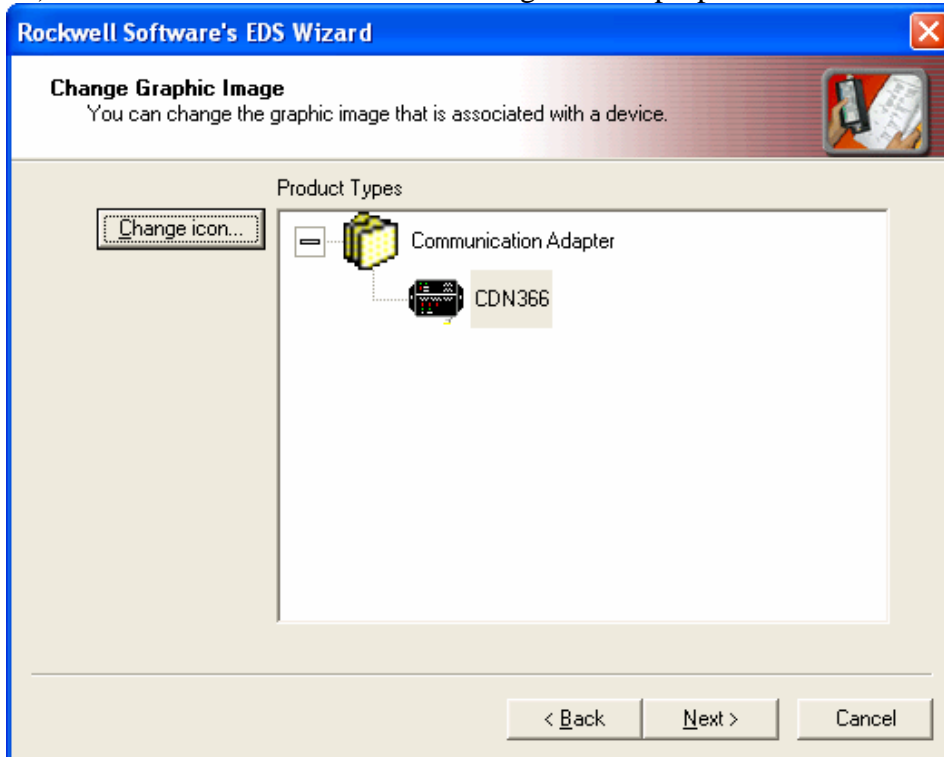 Rockwell Software's EDS Wizard
Change Graphic Image
You can change the graphic image that is associated with a device.
Product Types
Change icon...
Communication Adapter
CDN366
< Back
Next >
Cancel